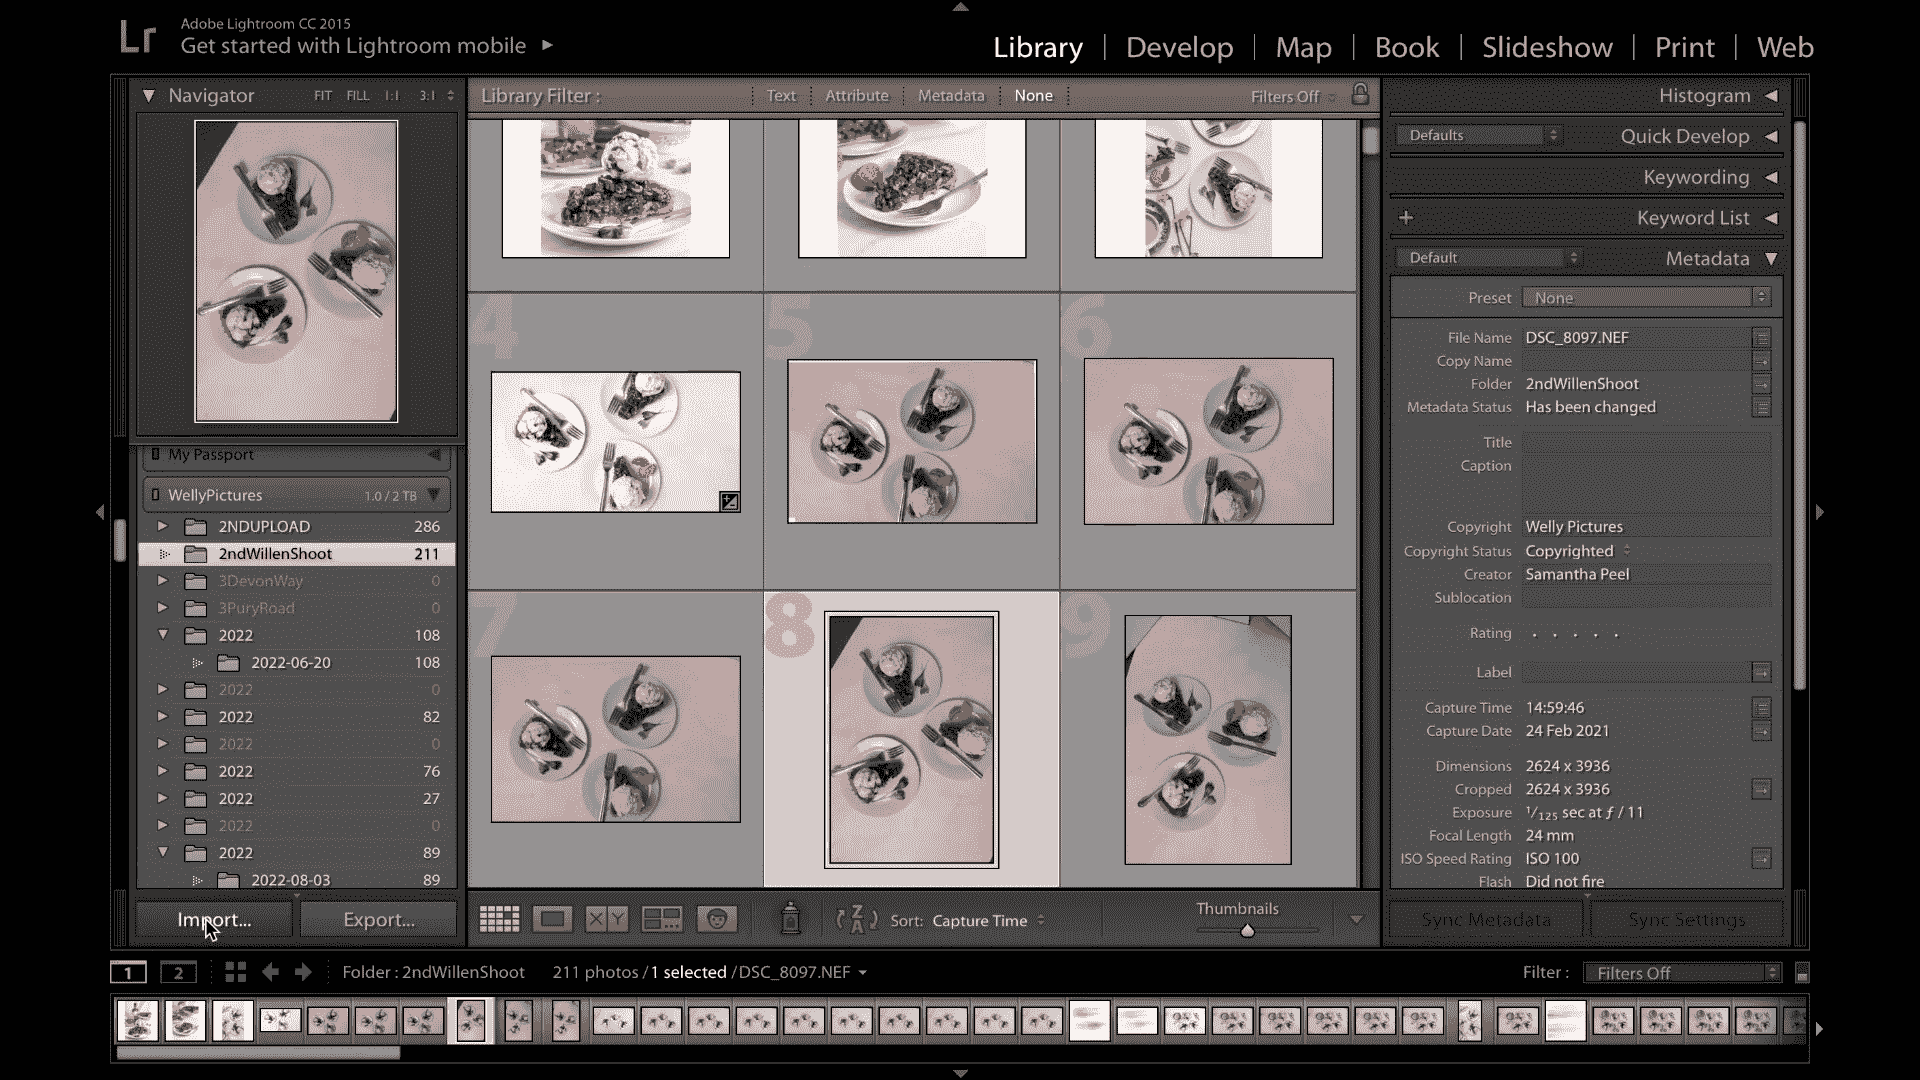 Lr
Adobe Lightroom CC 2015
Get started with Lightroom mobile
Library Develop Map Book Slideshow Print Web
Navigator FIT FILL 1:1 3:1
My Passport
WellyPictures 1.0 / 2 TB
2NDUPLOAD 286
2ndWillenShoot 211
3DevonWay 0
3PuryRoad 0
2022 108
2022-06-20 108
2022 0
2022 82
2022 0
2022 76
2022 27
2022 0
2022 89
2022-08-03 89
Import... Export...
Library Filter : Text Attribute Metadata None Filters Off
4 5 6
7 8 9
X Y
Z A
Sort: Capture Time
Thumbnails
Histogram
Defaults Quick Develop
Keywording
+ Keyword List
Default Metadata
Preset None
File Name DSC_8097.NEF
Copy Name
Folder 2ndWillenShoot
Metadata Status Has been changed
Title
Caption
Copyright Welly Pictures
Copyright Status Copyrighted
Creator Samantha Peel
Sublocation
Rating . . . . .
Label
Capture Time 14:59:46
Capture Date 24 Feb 2021
Dimensions 2624 x 3936
Cropped 2624 x 3936
Exposure 1/125 sec at ƒ / 11
Focal Length 24 mm
ISO Speed Rating ISO 100
Flash Did not fire
Sync Metadata Sync Settings
1 2 Folder : 2ndWillenShoot 211 photos / 1 selected / DSC_8097.NEF Filter : Filters Off